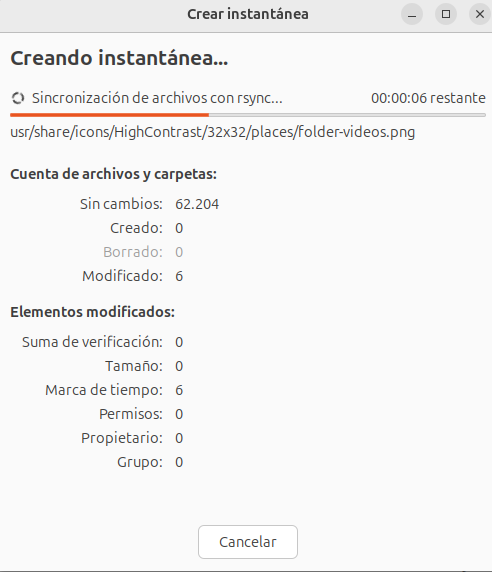 Crear instantánea
Creando instantánea...
Sincronización de archivos con rsync... 00:00:06 restante
usr/share/icons/HighContrast/32x32/places/folder-videos.png
Cuenta de archivos y carpetas:
Sin cambios: 62.204
Creado: 0
Borrado: 0
Modificado: 6
Elementos modificados:
Suma de verificación: 0
Tamaño: 0
Marca de tiempo: 6
Permisos: 0
Propietario: 0
Grupo: 0
Cancelar